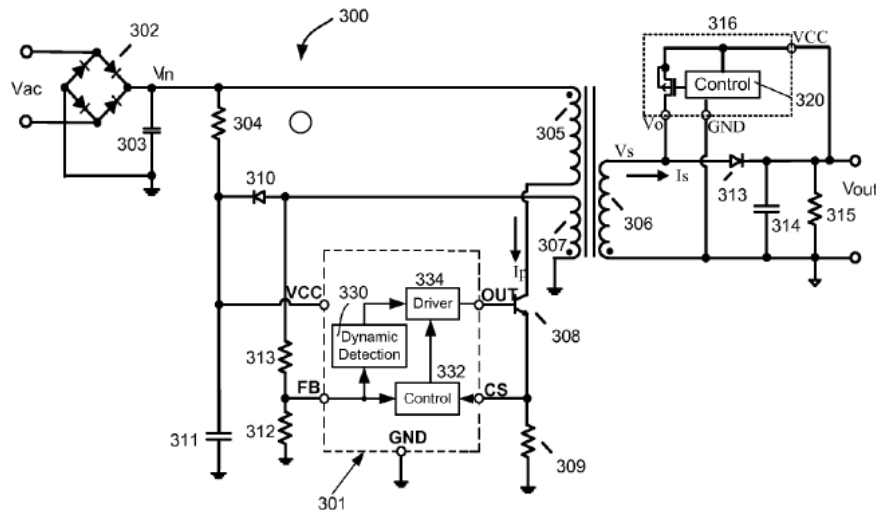 300
302
316
VCC
Vac
Vin
Control
320
304
305
Vo
GND
303
Vs
310
Is
313
Vout
307
306
314
315
Ip
334
VCC
330
OUT
Driver
308
Dynamic
Detection
313
332
FB
Control
CS
312
311
GND
309
301